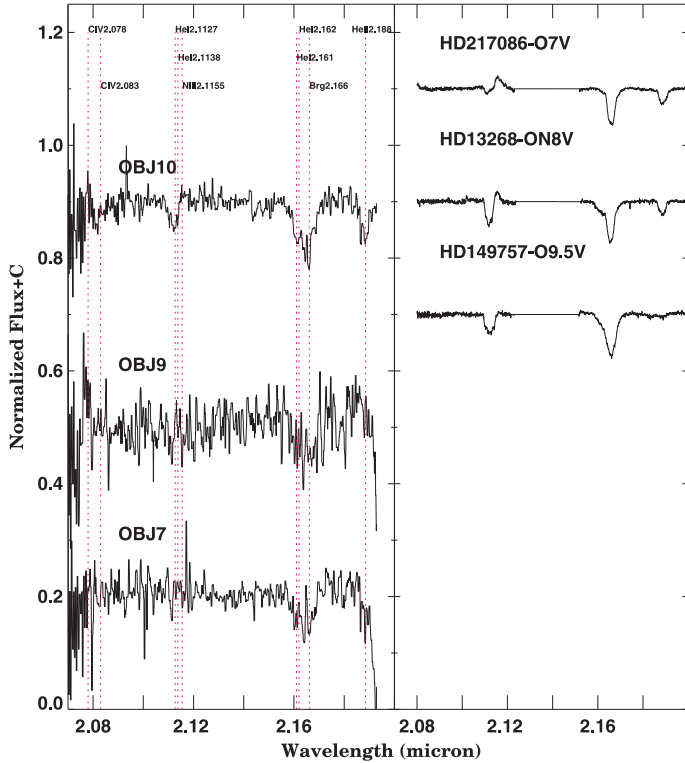 1.2
1.0
0.8
0.6
0.4
0.2
0.0
Normalized Flux+C
CIV2.078
HeI2.1127
HeI2.162
HeII2.188
HeI2.1138
HeI2.161
CIV2.083
NIII2.1155
Brg2.166
OBJ10
OBJ9
OBJ7
HD217086-O7V
HD13268-ON8V
HD149757-O9.5V
2.08
2.12
2.16
2.08
2.12
2.16
Wavelength (micron)